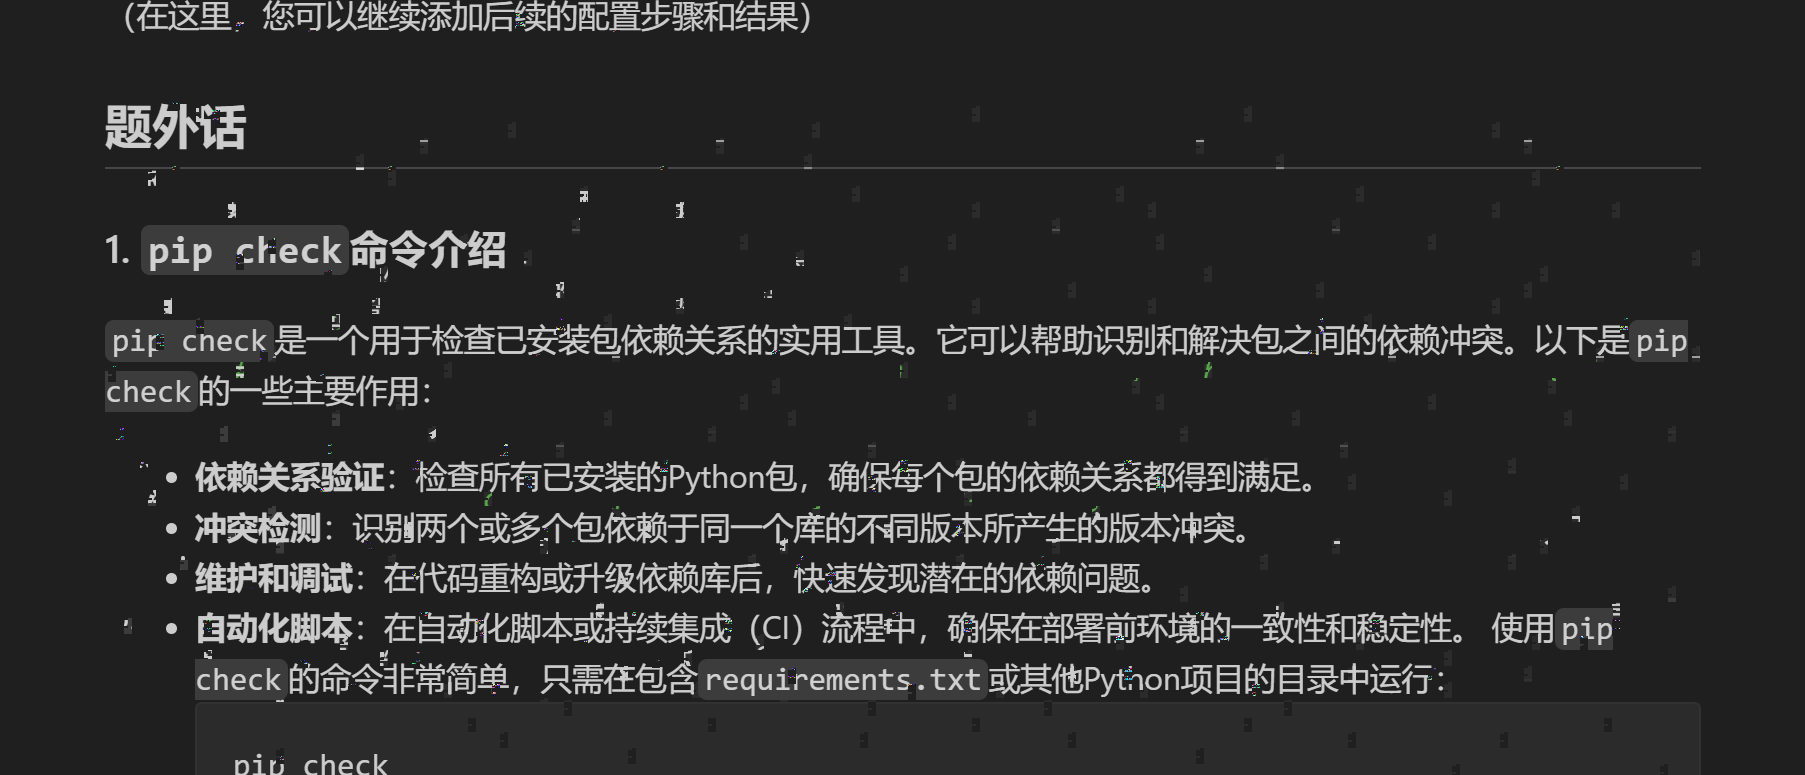 （在这里，您可以继续添加后续的配置步骤和结果）
题外话
1. pip check命令介绍
pip check是一个用于检查已安装包依赖关系的实用工具。它可以帮助识别和解决包之间的依赖冲突。以下是pip
check的一些主要作用：
• 依赖关系验证：检查所有已安装的Python包，确保每个包的依赖关系都得到满足。
• 冲突检测：识别两个或多个包依赖于同一个库的不同版本所产生的版本冲突。
• 维护和调试：在代码重构或升级依赖库后，快速发现潜在的依赖问题。
• 自动化脚本：在自动化脚本或持续集成（CI）流程中，确保在部署前环境的一致性和稳定性。 使用pip
check的命令非常简单，只需在包含requirements.txt或其他Python项目的目录中运行：
pip check